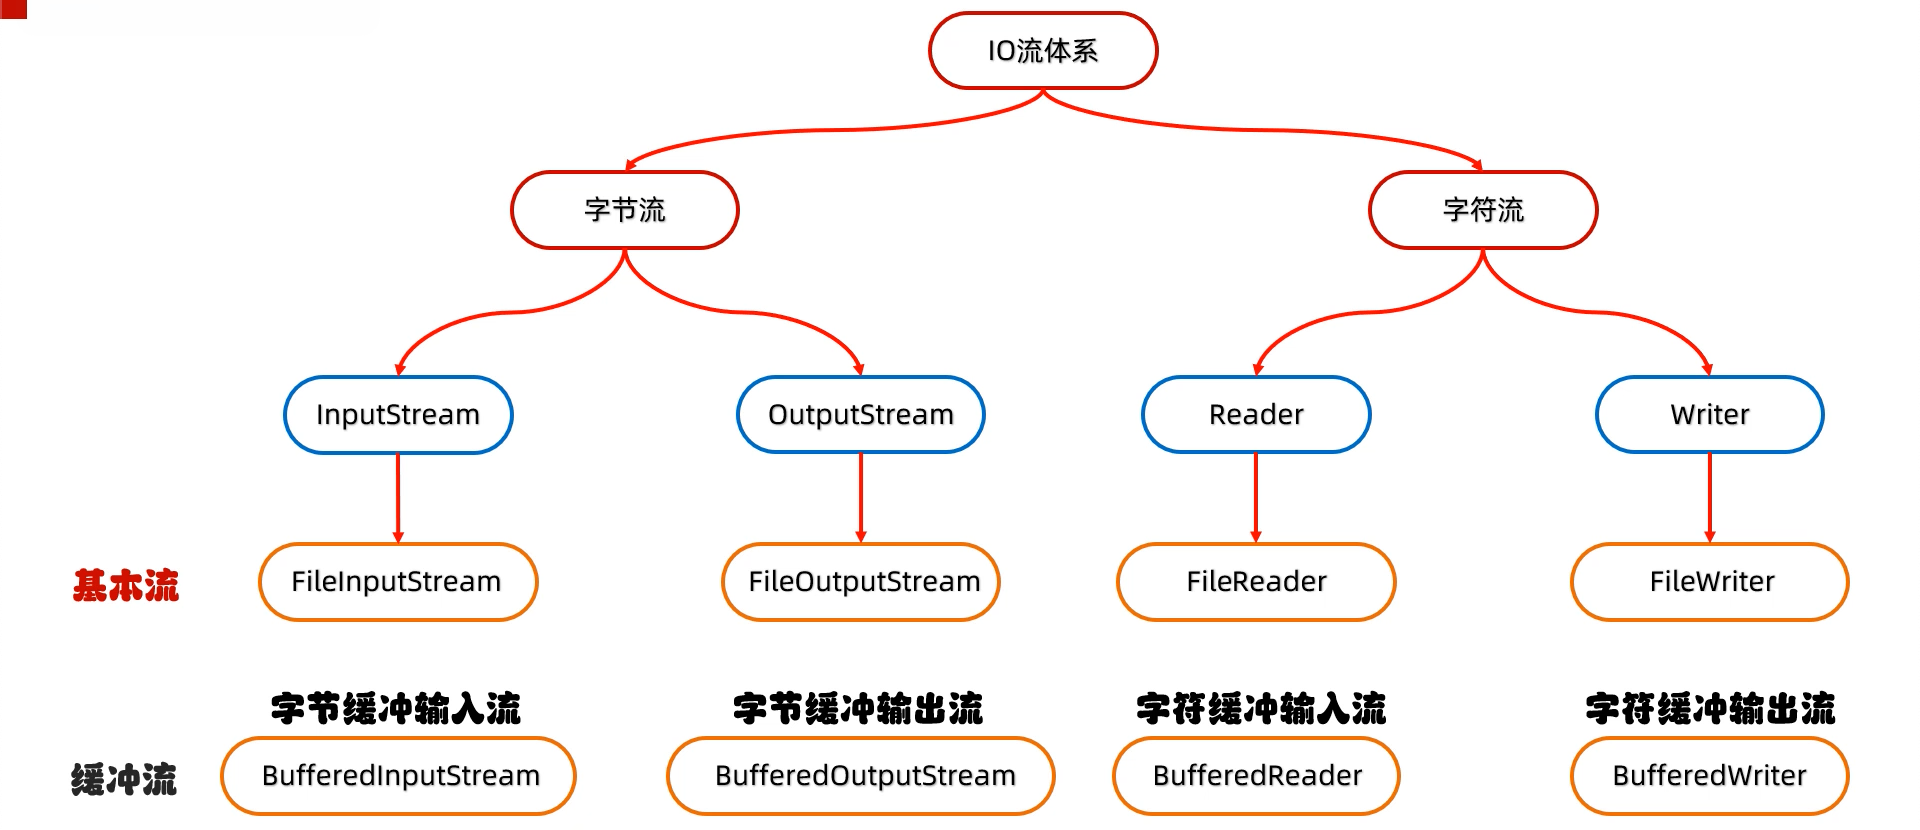 IO流体系
字节流
字符流
InputStream
OutputStream
Reader
Writer
基本流
FileInputStream
FileOutputStream
FileReader
FileWriter
字节缓冲输入流
字节缓冲输出流
字符缓冲输入流
字符缓冲输出流
缓冲流
BufferedInputStream
BufferedOutputStream
BufferedReader
BufferedWriter